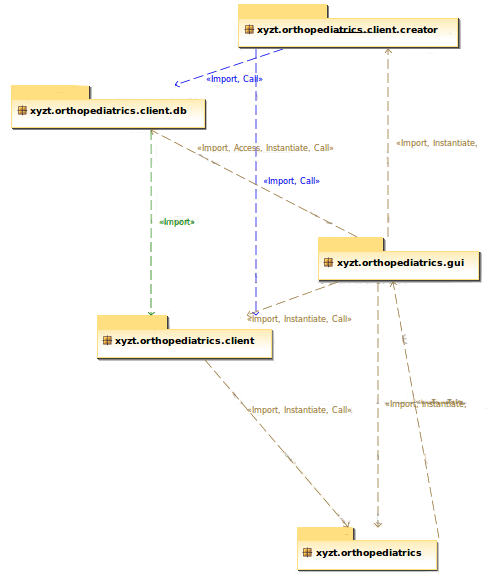 xyzt.orthopediatrics.client.creator
«Import, Call»
xyzt.orthopediatrics.client.db
«Import, Access, Instantiate, Call»
«Import, Instantiate,
«Import, Call»
«Import»
xyzt.orthopediatrics.gui
«Import, Instantiate, Call»
xyzt.orthopediatrics.client
«Import, Instantiate,
«Import, Instantiate, Call»
xyzt.orthopediatrics